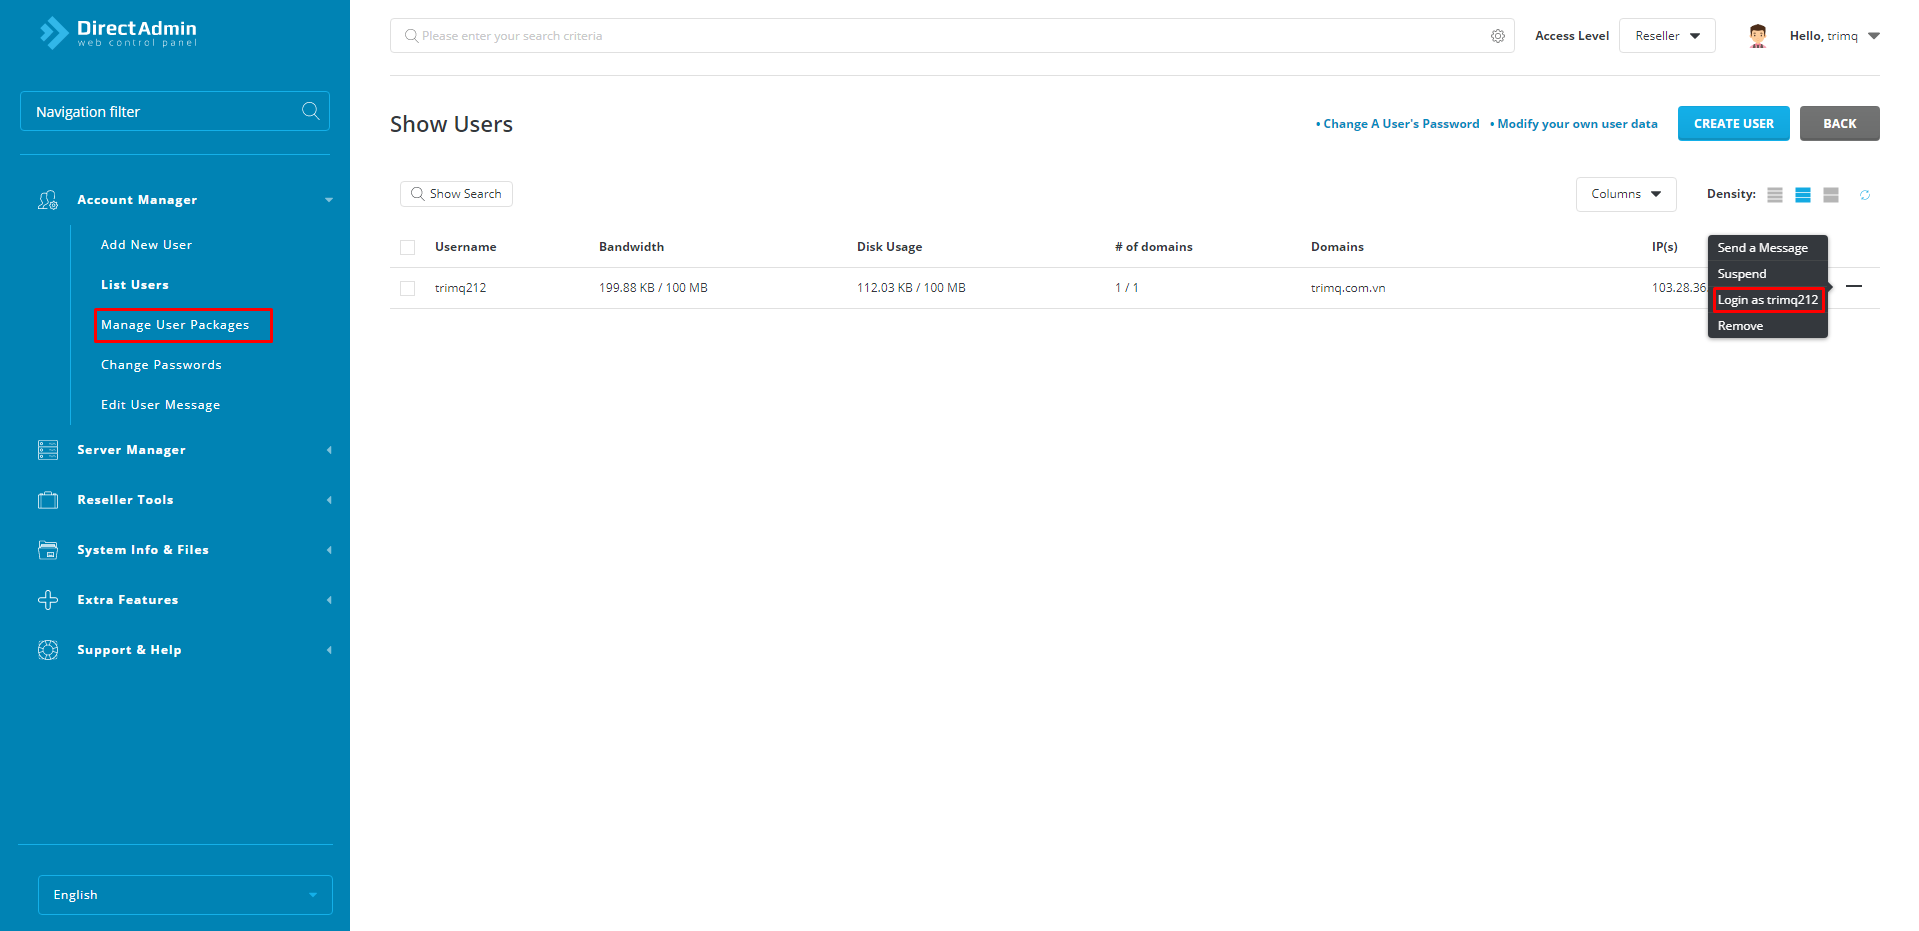 DirectAdmin
web control panel
Please enter your search criteria
Access Level
Reseller
Hello, trimq
Navigation filter
Show Users
• Change A User's Password
• Modify your own user data
CREATE USER
BACK
Account Manager
Add New User
List Users
Manage User Packages
Change Passwords
Edit User Message
Server Manager
Reseller Tools
System Info & Files
Extra Features
Support & Help
English
Show Search
Columns
Density:
Username
Bandwidth
Disk Usage
# of domains
Domains
IP(s)
trimq212
199.88 KB / 100 MB
112.03 KB / 100 MB
1 / 1
trimq.com.vn
103.28.36
Send a Message
Suspend
Login as trimq212
Remove